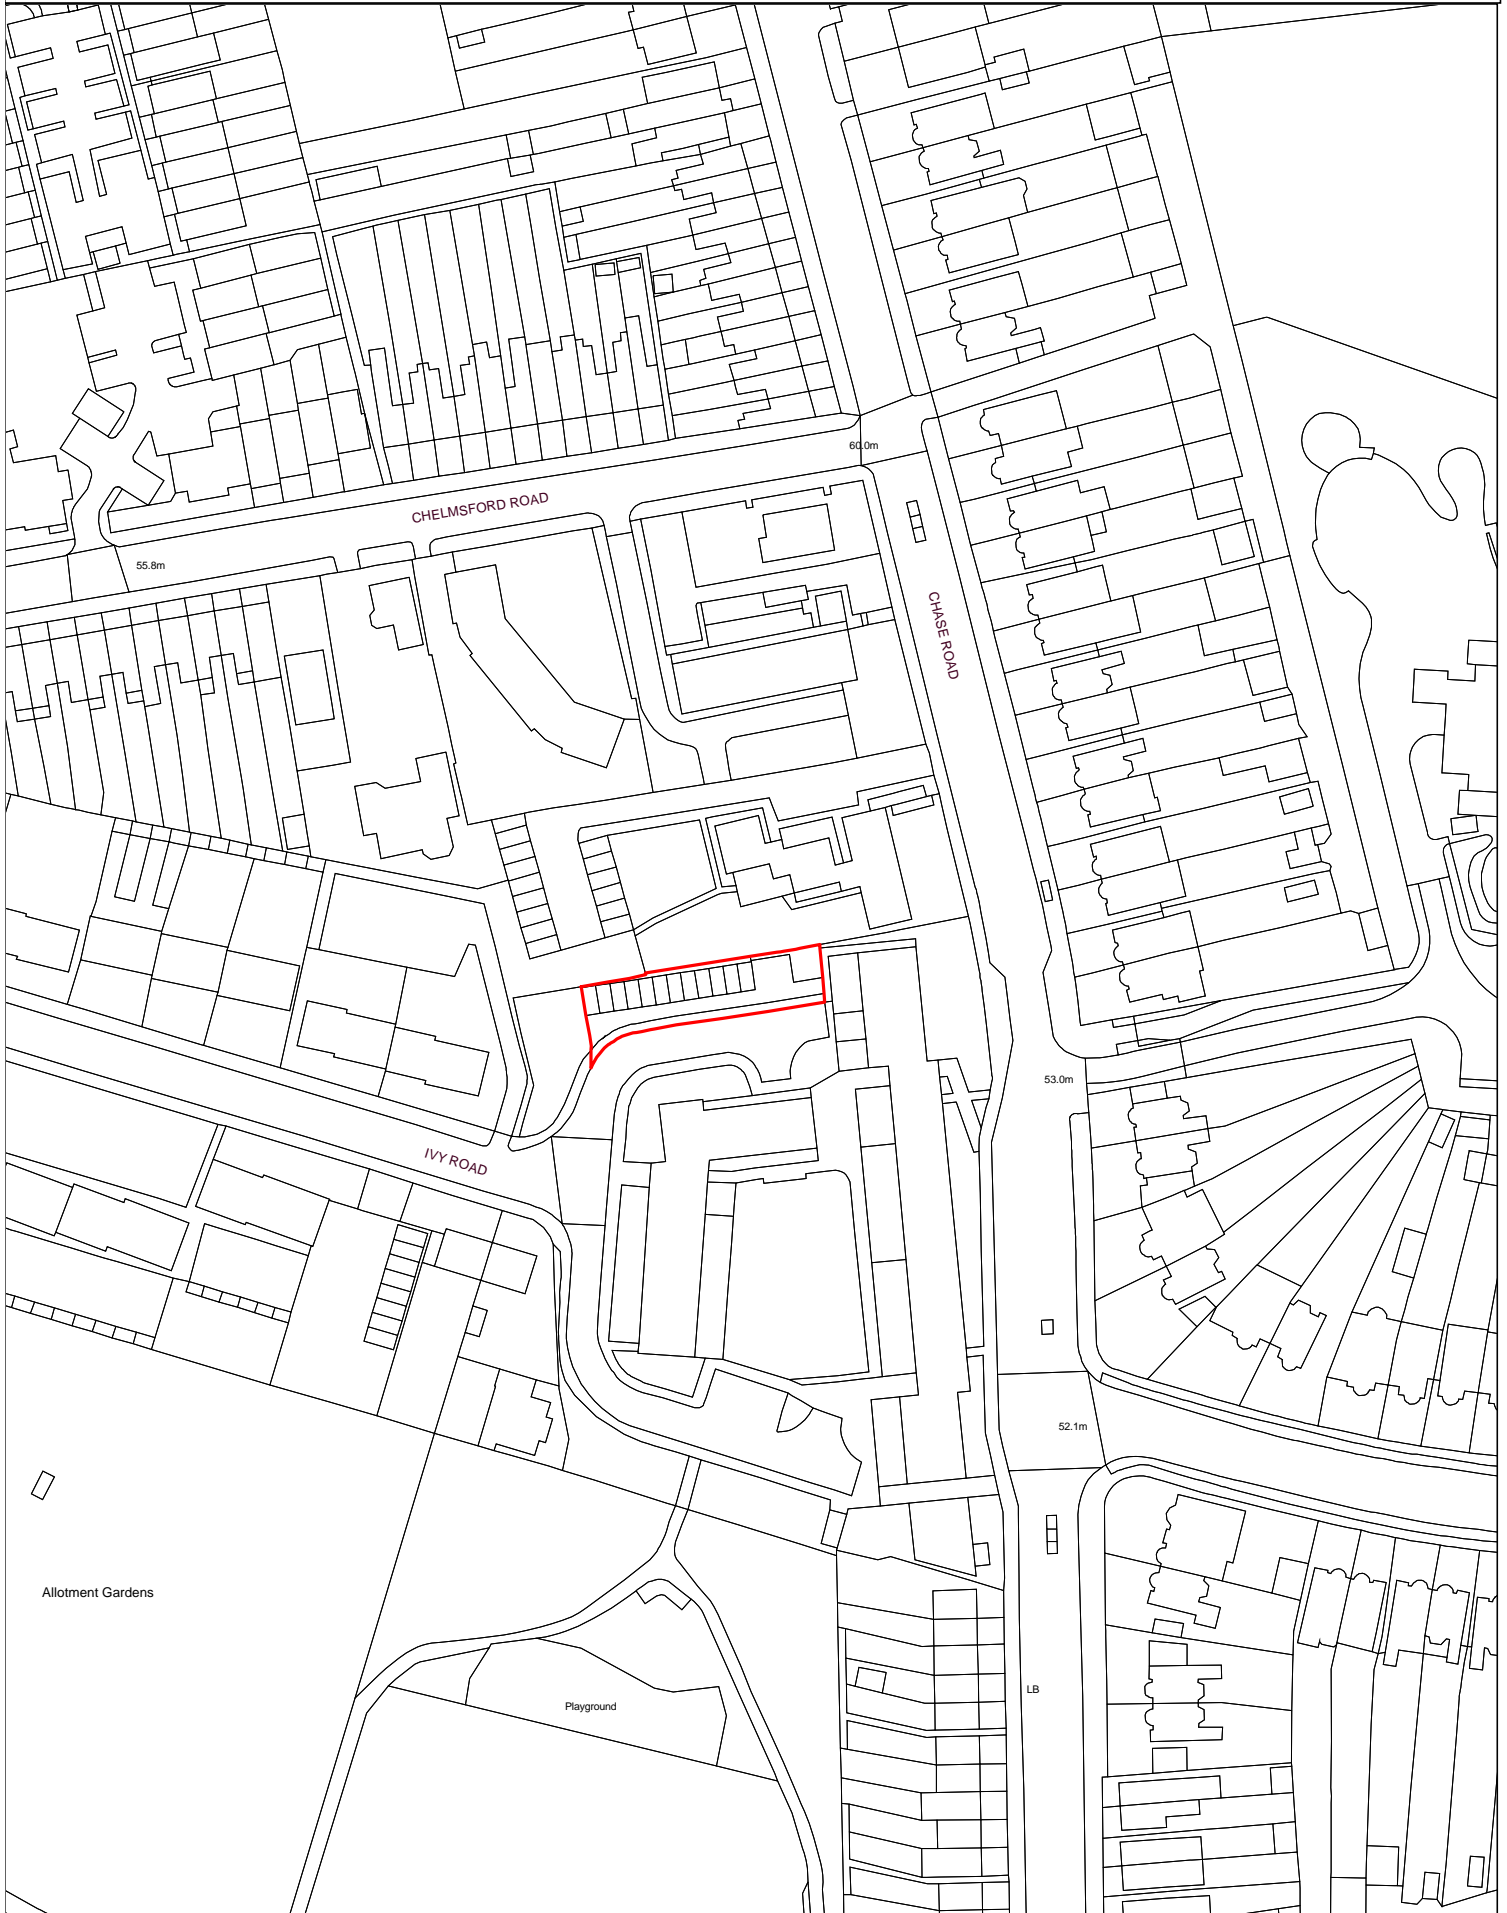 60.0m
CHELMSFORD ROAD
55.8m
CHASE ROAD
53.0m
IVY ROAD
52.1m
Allotment Gardens
LB
Playground